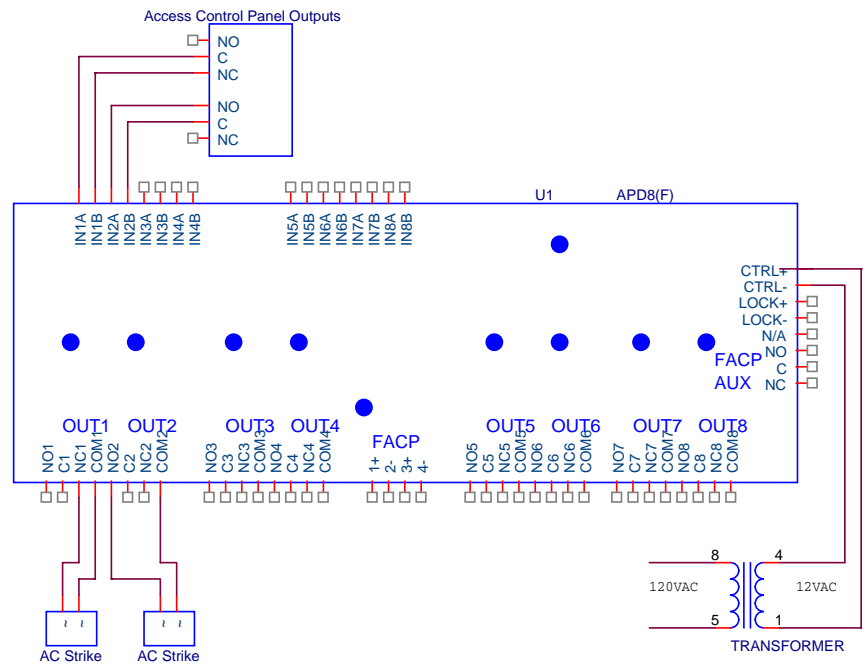 Access Control Panel Outputs
NO
C
NC
NO
C
NC
IN1A IN1B IN2A IN2B IN3A IN3B IN4A IN4B IN5A IN5B IN6A IN6B IN7A IN7B IN8A IN8B
U1 APD8(F)
CTRL+
CTRL-
LOCK+
LOCK-
N/A
NO
FACP
C
AUX NC
OUT1 OUT2 OUT3 OUT4 FACP OUT5 OUT6 OUT7 OUT8
NO1 C1 NC1 COM1 NO2 C2 NC2 COM2 NO3 C3 NC3 COM3 NO4 C4 NC4 COM4 1+ 2- 3+ 4- NO5 C5 NC5 COM5 NO6 C6 NC6 COM6 NO7 C7 NC7 COM7 NO8 C8 NC8 COM8
8 4
120VAC 12VAC
5 1
TRANSFORMER
~ ~ ~ ~
AC Strike AC Strike